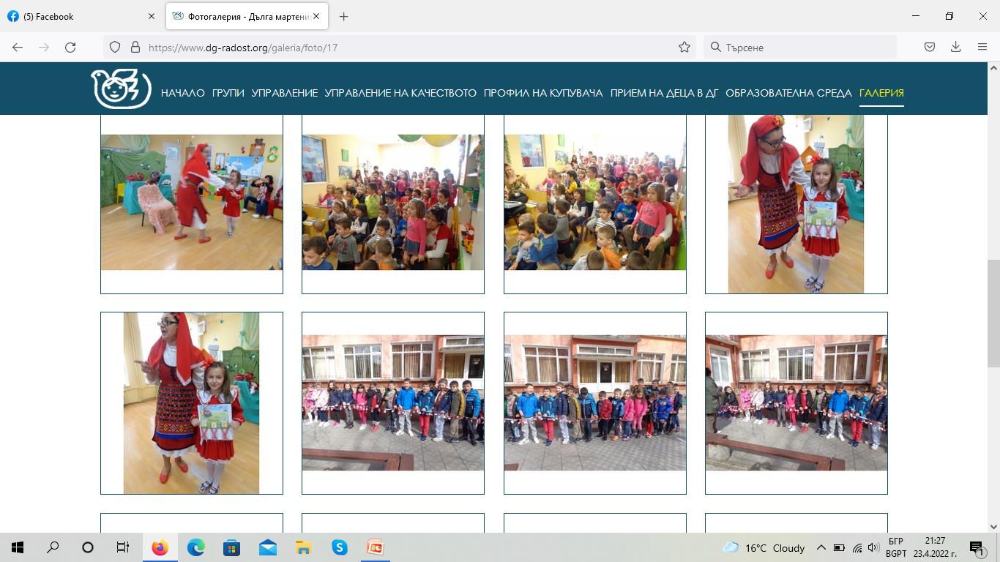 (5) Facebook
Фотогалерия - Дълга мартени
https://www.dg-radost.org/galeria/foto/17
Търсене
НАЧАЛО ГРУПИ УПРАВЛЕНИЕ УПРАВЛЕНИЕ НА КАЧЕСТВОТО ПРОФИЛ НА КУПУВАЧА ПРИЕМ НА ДЕЦА В ДГ ОБРАЗОВАТЕЛНА СРЕДА ГАЛЕРИЯ
16°C Cloudy
БГР
BGPT
21:27
23.4.2022 г.
1